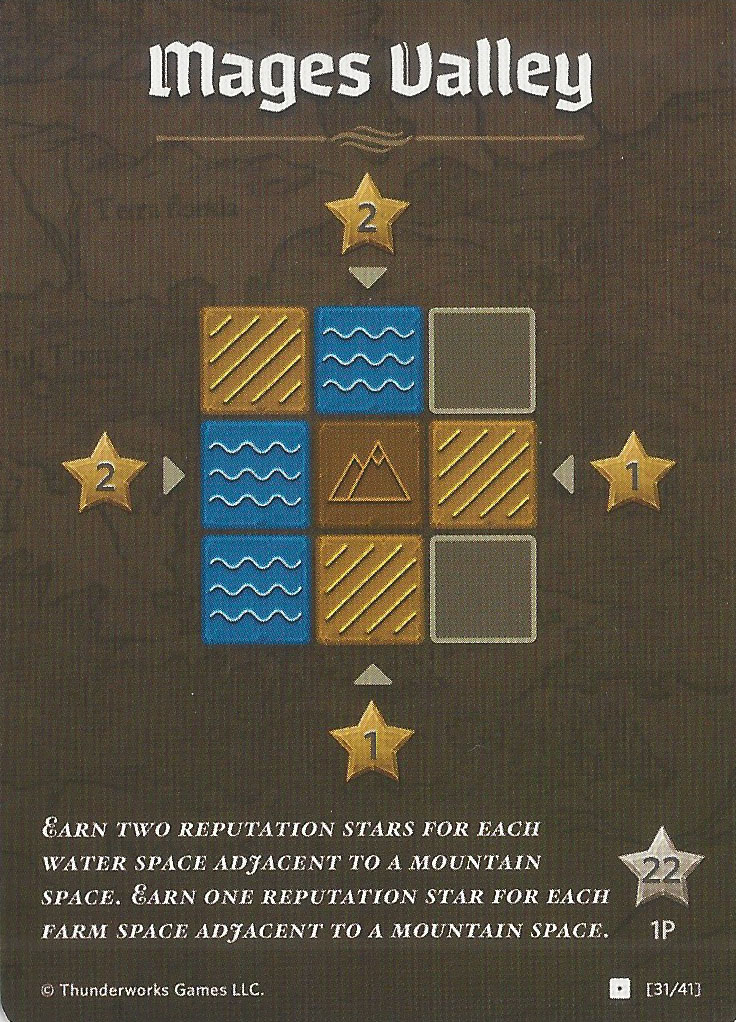 Mages Valley
2
2
1
1
Earn two reputation stars for each
water space adjacent to a mountain
space. Earn one reputation star for each
farm space adjacent to a mountain space.
22
1P
© Thunderworks Games LLC.
[31/41]